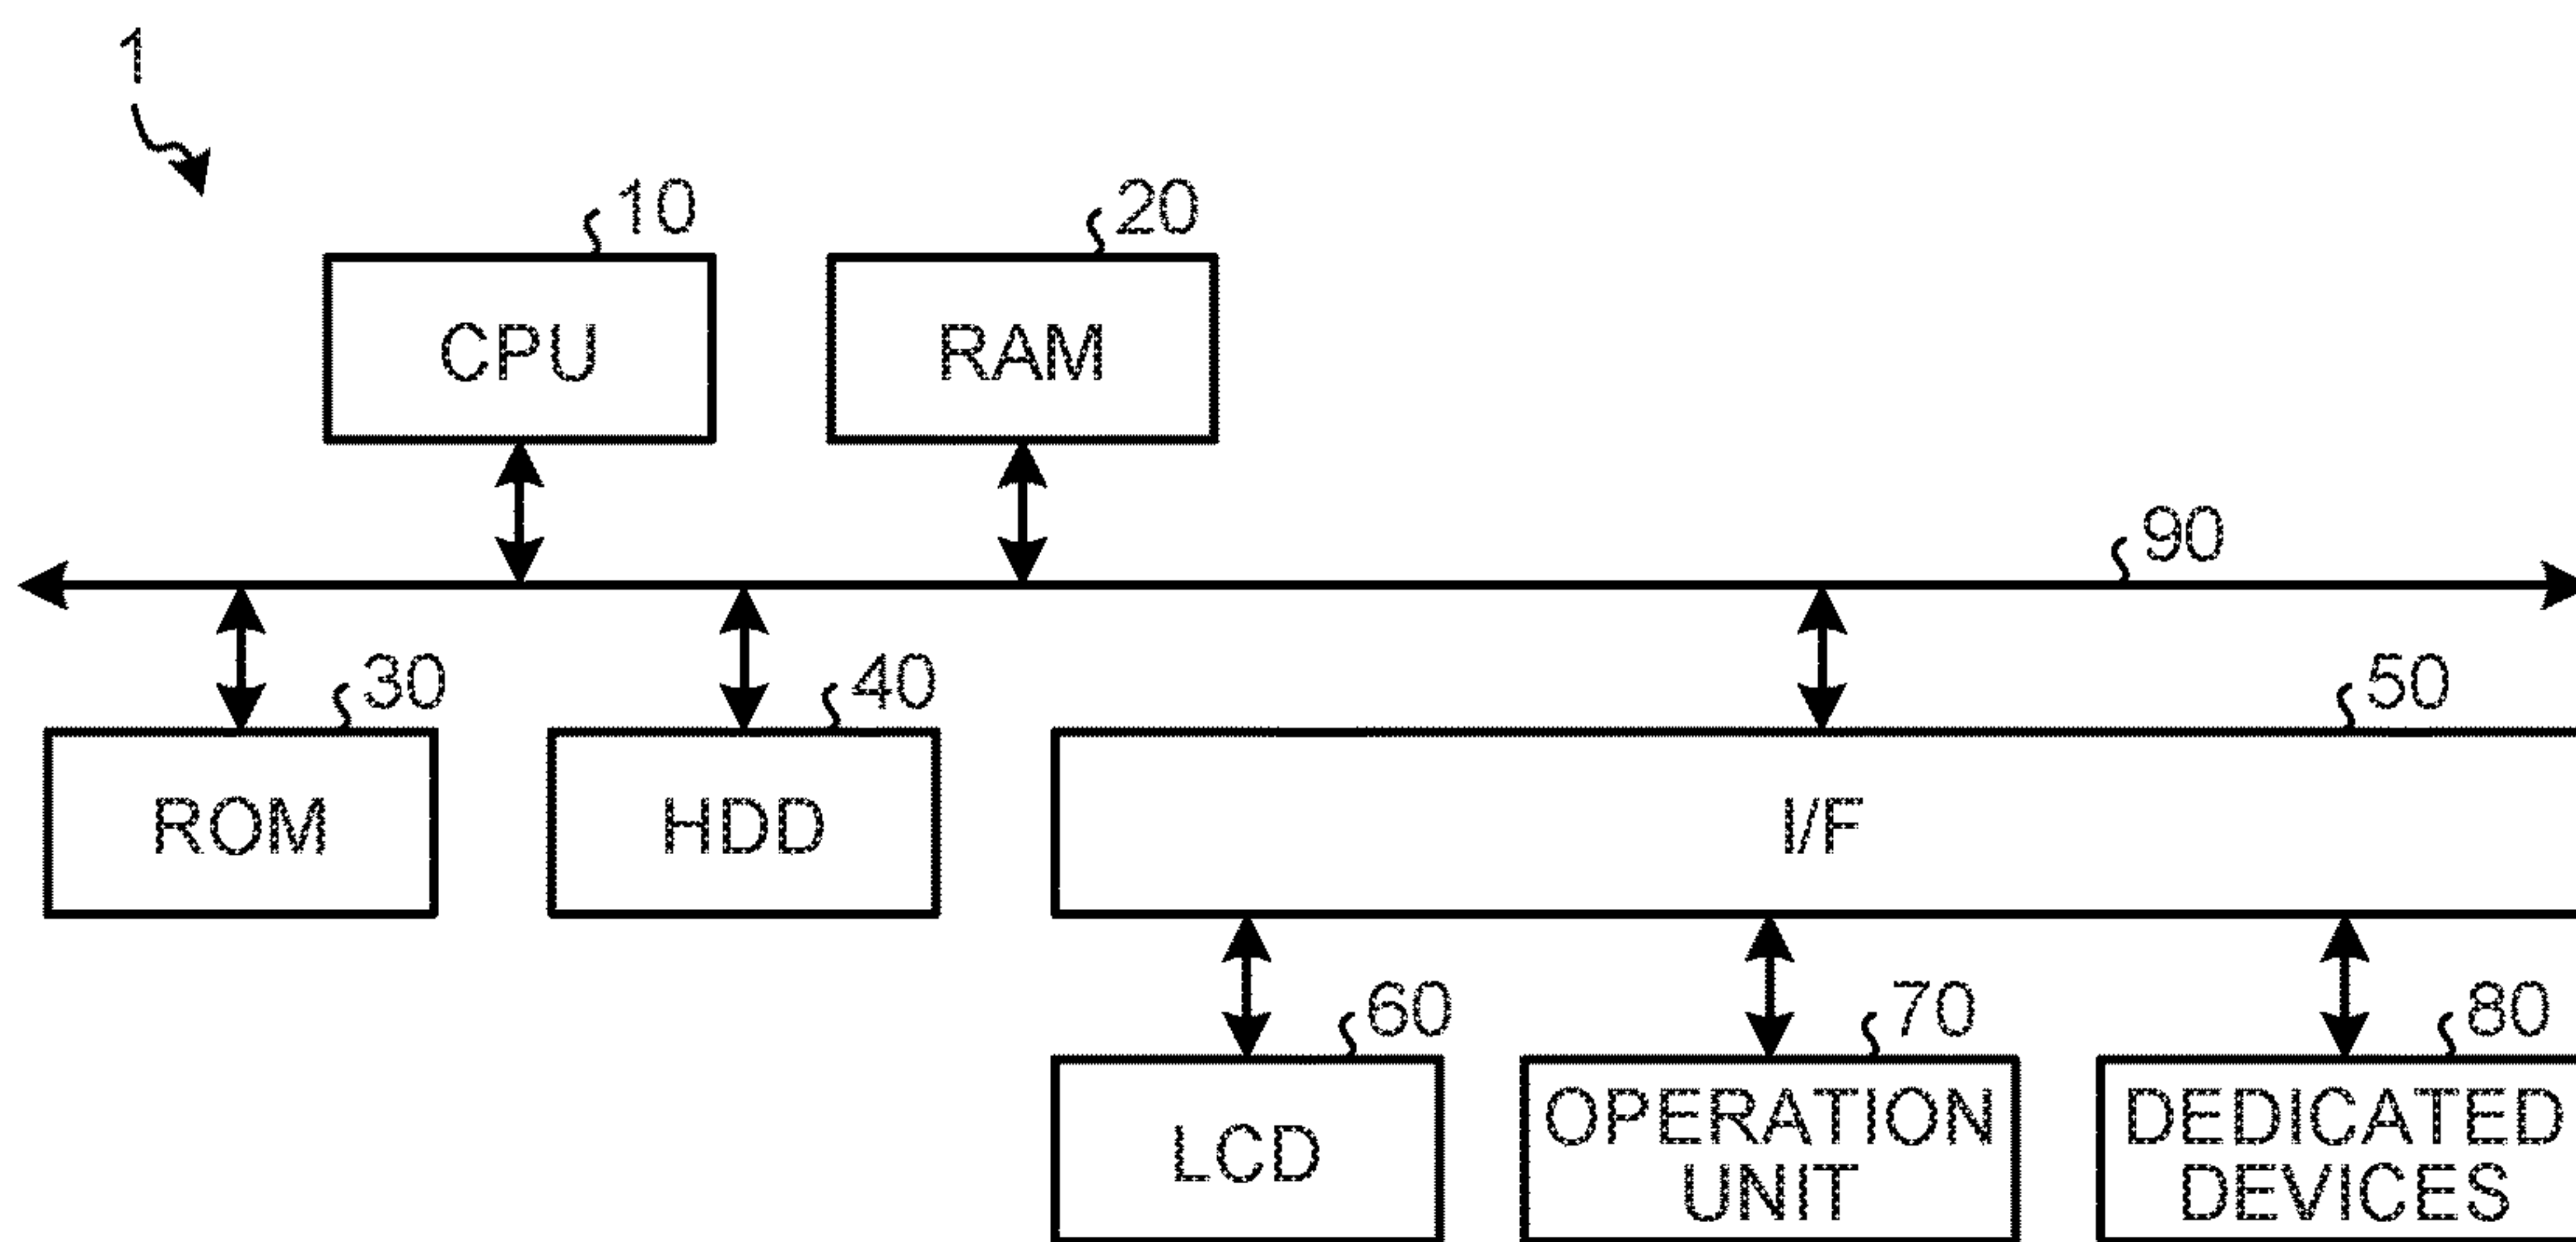 1
10
20
CPU
RAM
90
30
40
50
ROM
HDD
I/F
60
70
80
LCD
OPERATION
UNIT
DEDICATED
DEVICES